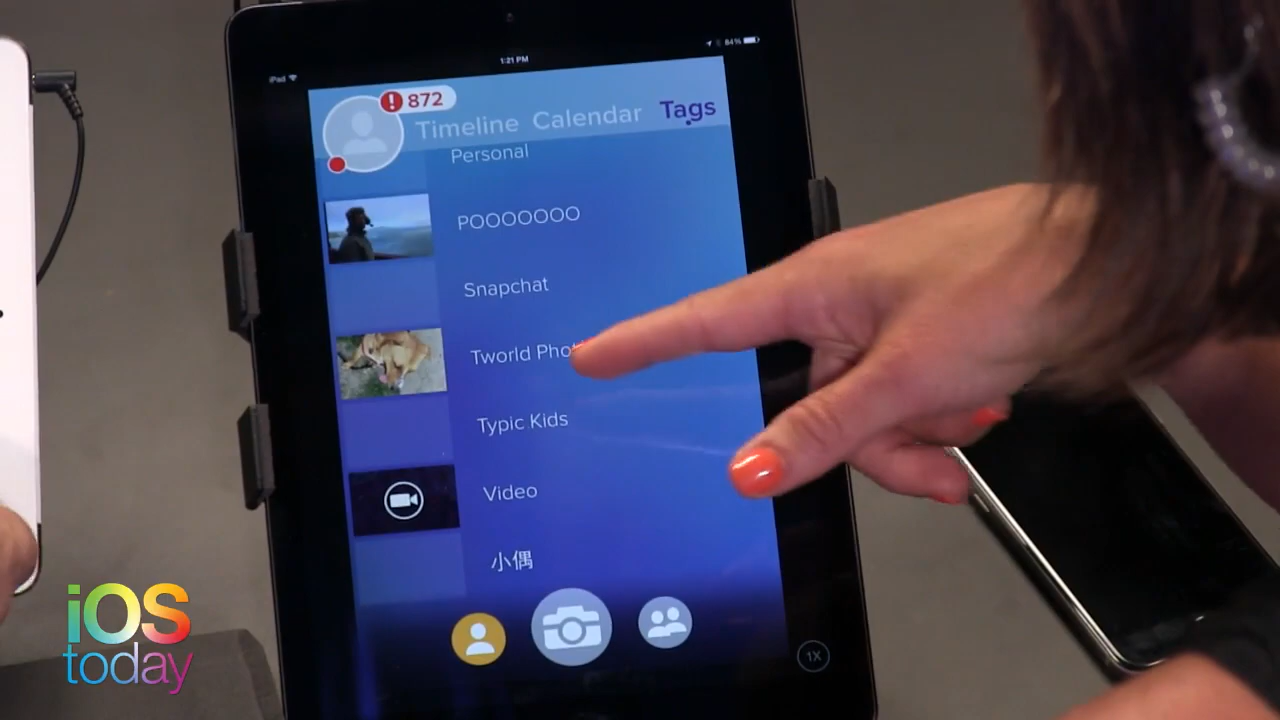 iPad
1:21 PM
84%
! 872
Timeline Calendar Tags
Personal
POOOOOOO
Snapchat
Tworld
Typic Kids
Video
小偶
1X
iOS
today